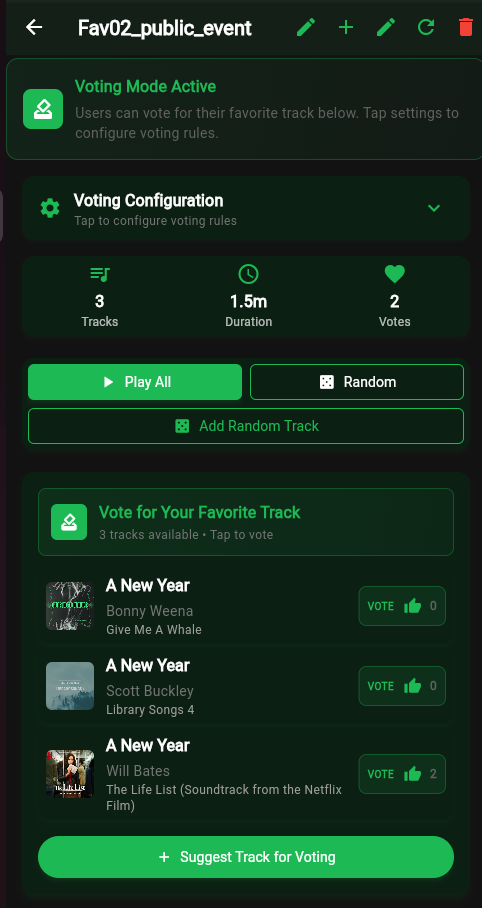 Fav02_public_event
Voting Mode Active
Users can vote for their favorite track below. Tap settings to
configure voting rules.
Voting Configuration
Tap to configure voting rules
3
Tracks
1.5m
Duration
2
Votes
Play All
Random
Add Random Track
Vote for Your Favorite Track
3 tracks available • Tap to vote
A New Year
Bonny Weena
Give Me A Whale
VOTE 0
A New Year
Scott Buckley
Library Songs 4
VOTE 0
A New Year
Will Bates
The Life List (Soundtrack from the Netflix
Film)
VOTE 2
The Life List
+ Suggest Track for Voting